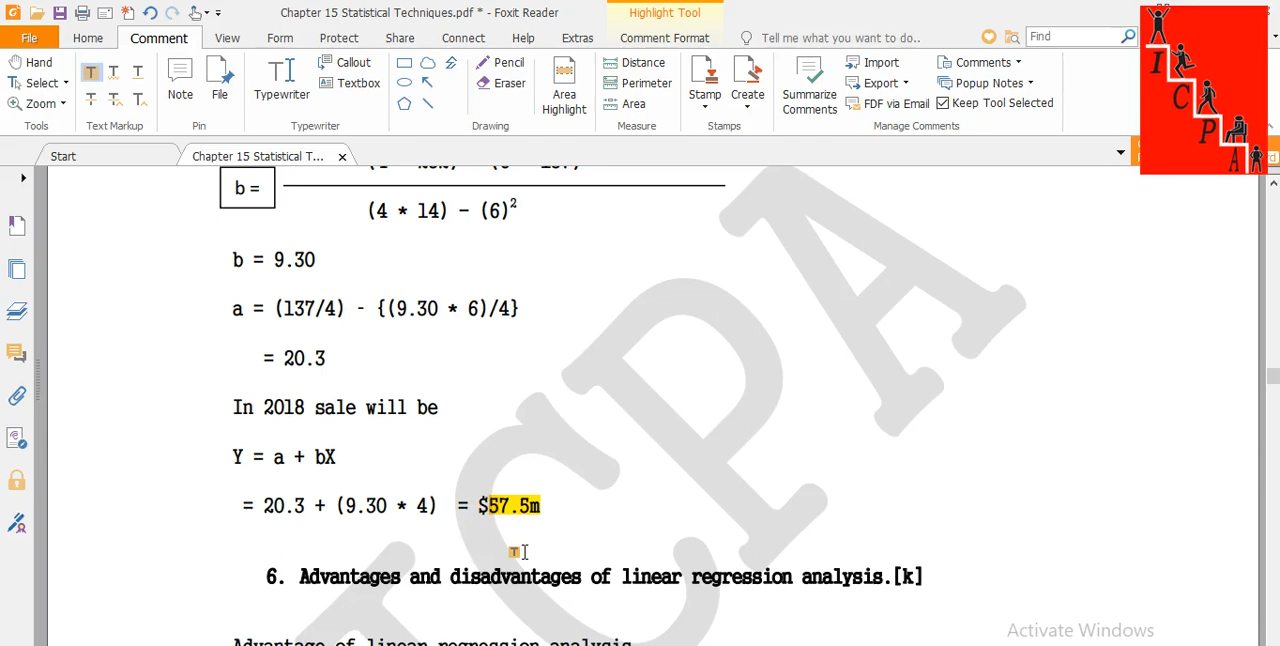 Chapter 15 Statistical Techniques.pdf * - Foxit Reader
Highlight Tool
File Home Comment View Form Protect Share Connect Help Extras Comment Format Tell me what you want to do.. Find
Hand
Select
Zoom
Tools
Text Markup
Note
File
Pin
Typewriter
Callout
Textbox
Typewriter
Pencil
Eraser
Drawing
Area Highlight
Distance
Perimeter
Area
Measure
Stamp
Create
Stamps
Summarize Comments
Import
Export
FDF via Email
Comments
Popup Notes
Keep Tool Selected
Manage Comments
I
C
P
A
Start
Chapter 15 Statistical T...
b =
(4 * 14) - (6)²
b = 9.30
a = (137/4) - {(9.30 * 6)/4}
= 20.3
In 2018 sale will be
Y = a + bX
= 20.3 + (9.30 * 4) = $57.5m
6. Advantages and disadvantages of linear regression analysis.[k]
Advantage of linear regression analysis
ICPA
Activate Windows